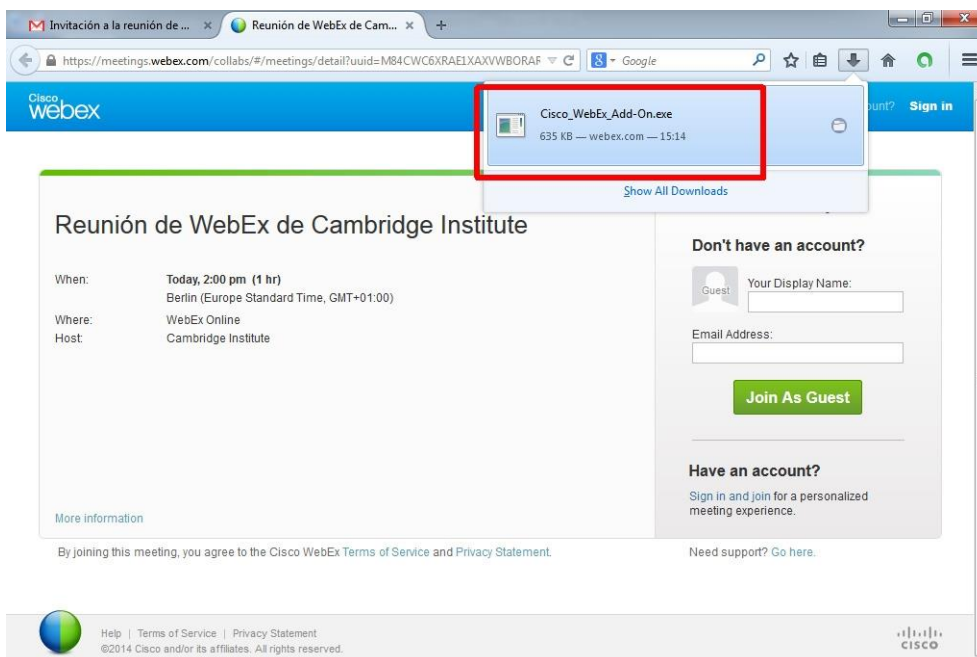 Invitación a la reunión de ...
Reunión de WebEx de Cam...
https://meetings.webex.com/collabs/#/meetings/detail?uuid=M84CWC6XRAE1XAXVWBORAF
Google
Cisco
webex
unt? Sign in
Cisco_WebEx_Add-On.exe
635 KB — webex.com — 15:14
Show All Downloads
Reunión de WebEx de Cambridge Institute
When: Today, 2:00 pm (1 hr)
Berlin (Europe Standard Time, GMT+01:00)
Where: WebEx Online
Host: Cambridge Institute
More information
Don't have an account?
Guest
Your Display Name:
Email Address:
Join As Guest
Have an account?
Sign in and join for a personalized
meeting experience.
By joining this meeting, you agree to the Cisco WebEx Terms of Service and Privacy Statement.
Need support? Go here.
Help | Terms of Service | Privacy Statement
©2014 Cisco and/or its affiliates. All rights reserved.
CISCO